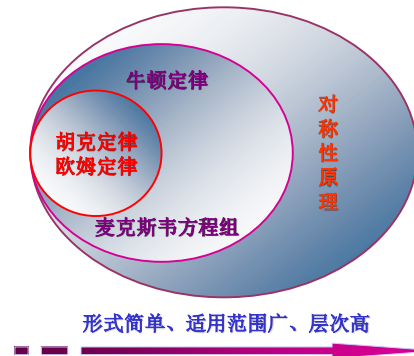 牛顿定律
胡克定律
欧姆定律
麦克斯韦方程组
对称性原理
形式简单、适用范围广、层次高